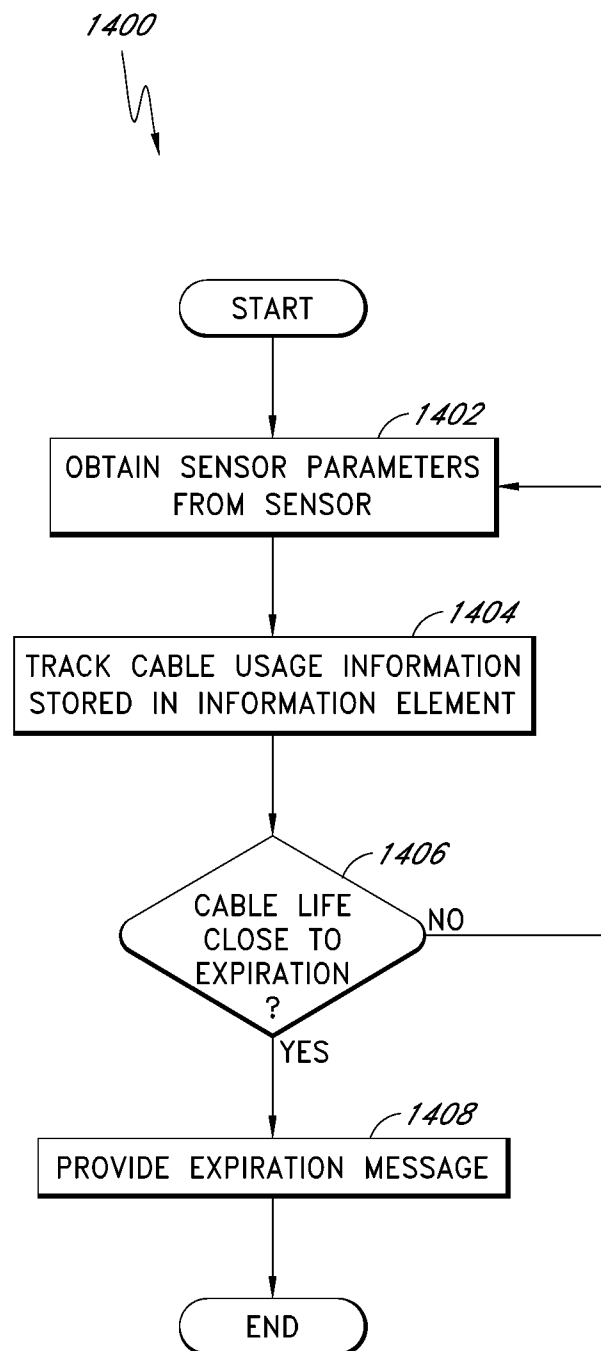 1400
START
1402
OBTAIN SENSOR PARAMETERS
FROM SENSOR
1404
TRACK CABLE USAGE INFORMATION
STORED IN INFORMATION ELEMENT
1406
CABLE LIFE
CLOSE TO
EXPIRATION
?
NO
YES
1408
PROVIDE EXPIRATION MESSAGE
END